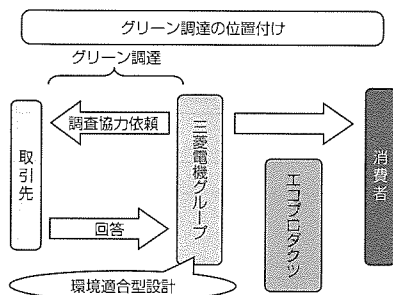 グリーン調達の位置付け
グリーン調達
取引先
調査協力依頼
回答
三菱電機グループ
エコプロダクツ
消費者
環境適合型設計